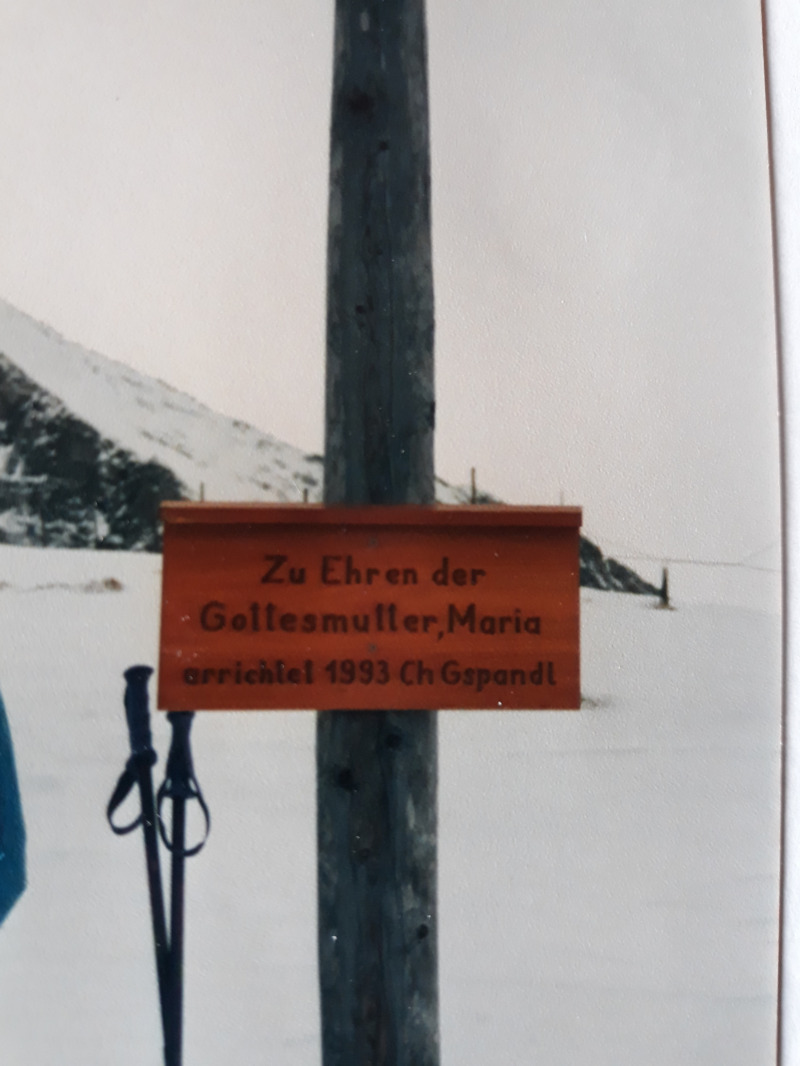 Zu Ehren der
Gottesmutter, Maria
errichtet 1993 Ch Gspandl